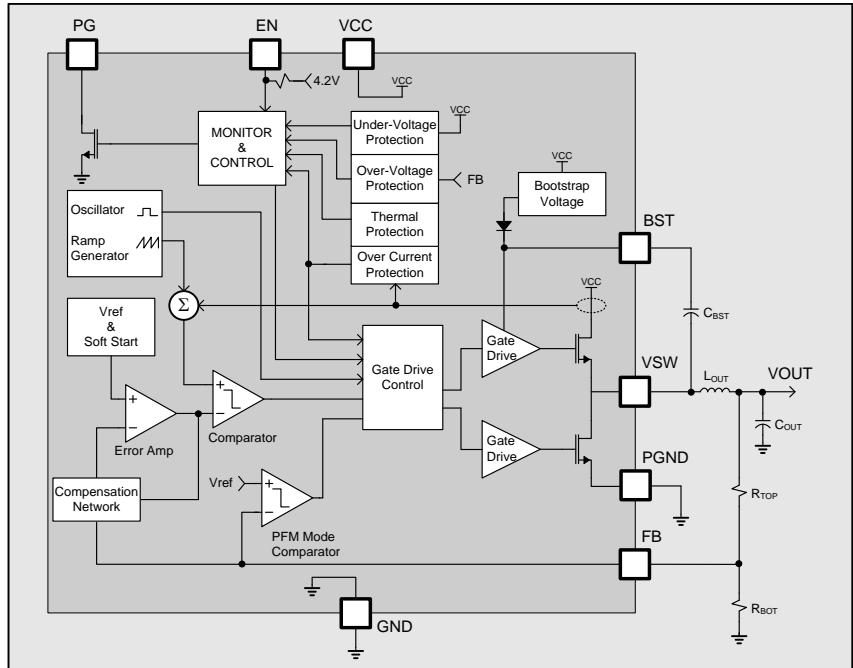 PG
EN
VCC
4.2V
VCC
MONITOR
&
CONTROL
Under-Voltage
Protection
VCC
Over-Voltage
Protection
FB
Thermal
Protection
Over Current
Protection
VCC
Bootstrap
Voltage
BST
Oscillator
Ramp
Generator
Σ
VCC
CBST
Vref
&
Soft Start
Gate Drive
Control
Gate
Drive
VSW
LOUT
VOUT
COUT
+
−
Error Amp
+
−
Comparator
Gate
Drive
PGND
Compensation
Network
Vref
+
−
PFM Mode
Comparator
RTOP
FB
RBOT
GND